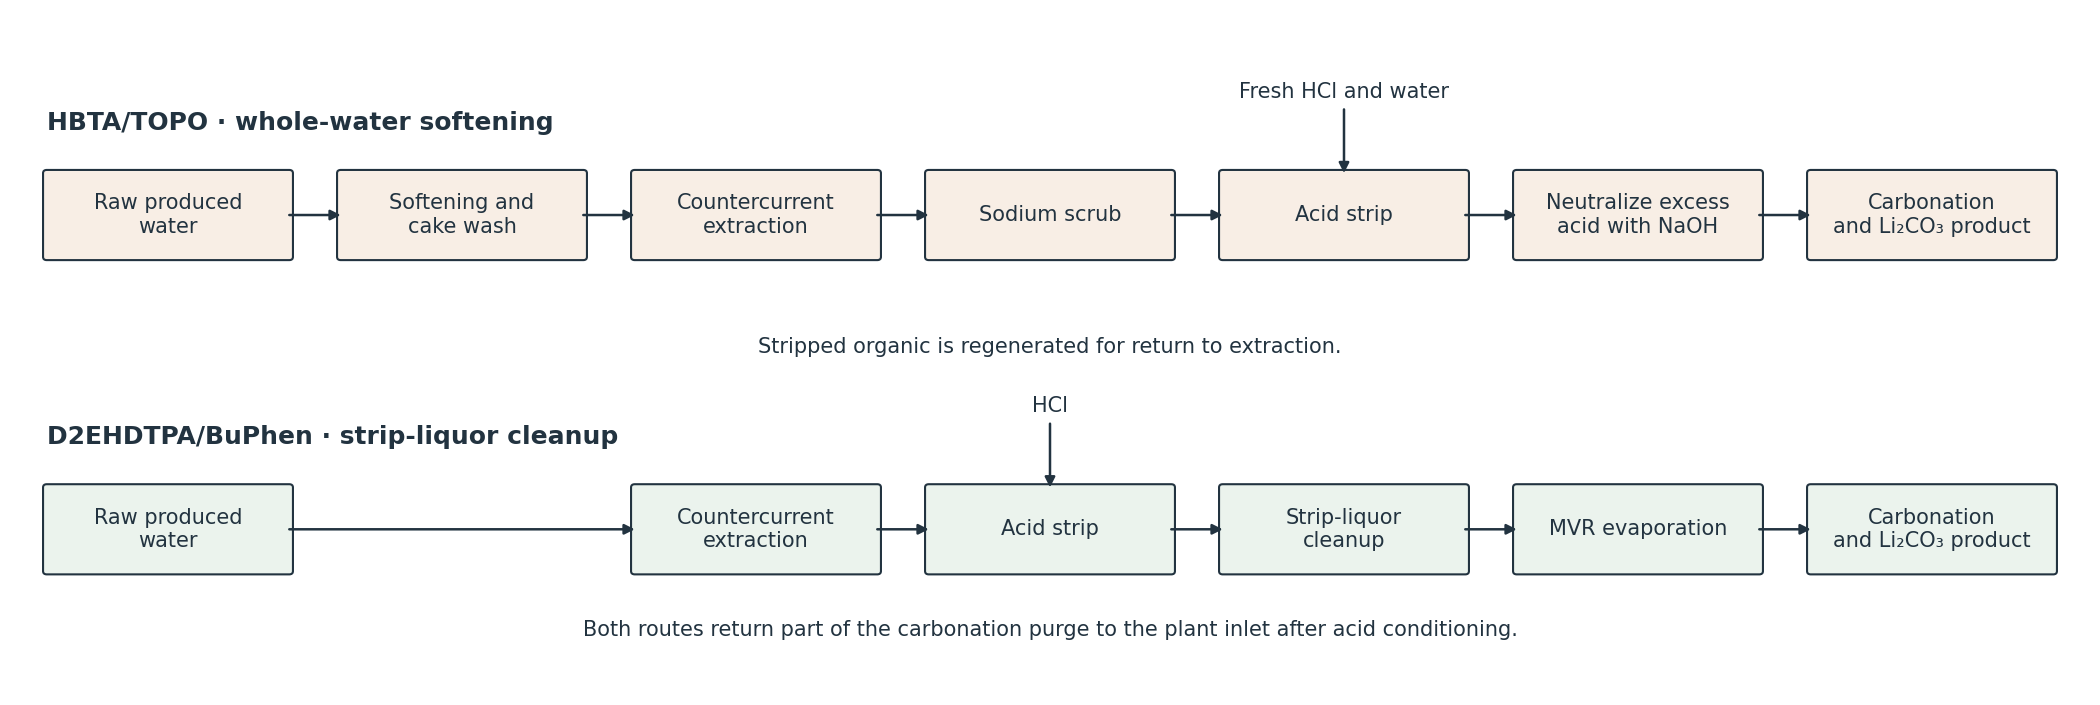 Fresh HCl and water
HBTA/TOPO · whole-water softening
Raw produced
water
Softening and
cake wash
Countercurrent
extraction
Sodium scrub
Acid strip
Neutralize excess
acid with NaOH
Carbonation
and Li₂CO₃ product
Stripped organic is regenerated for return to extraction.
HCl
D2EHDTPA/BuPhen · strip-liquor cleanup
Raw produced
water
Countercurrent
extraction
Acid strip
Strip-liquor
cleanup
MVR evaporation
Carbonation
and Li₂CO₃ product
Both routes return part of the carbonation purge to the plant inlet after acid conditioning.